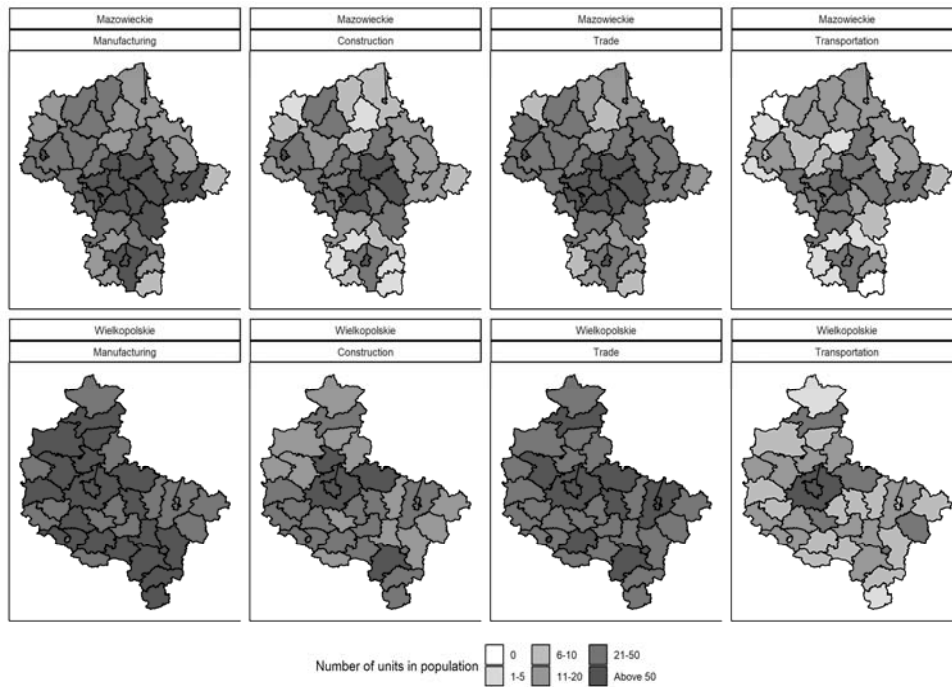 Mazowieckie
Manufacturing
Mazowieckie
Construction
Mazowieckie
Trade
Mazowieckie
Transportation
Wielkopolskie
Manufacturing
Wielkopolskie
Construction
Wielkopolskie
Trade
Wielkopolskie
Transportation
Number of units in population
0
1-5
6-10
11-20
21-50
Above 50